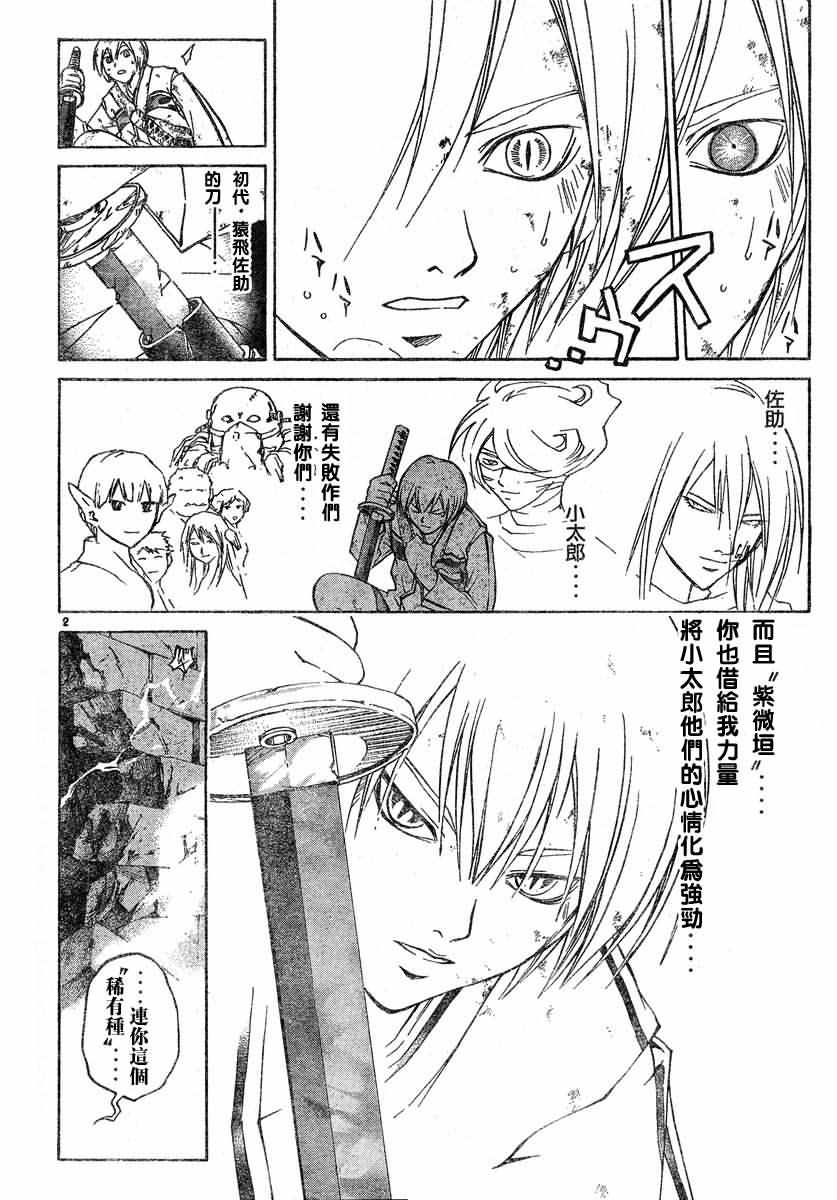 スゥ…
ハァ
ハァ
初代・猿飛佐助
的刀——
佐助‥‥
小太郎‥‥
還有失敗作們
謝謝你們‥‥
而且〝紫微垣〟‥‥
你也借給我力量
將小太郎他們的心情化為強勁‥‥
‥‥連你這個
〝稀有種〟‥‥
2